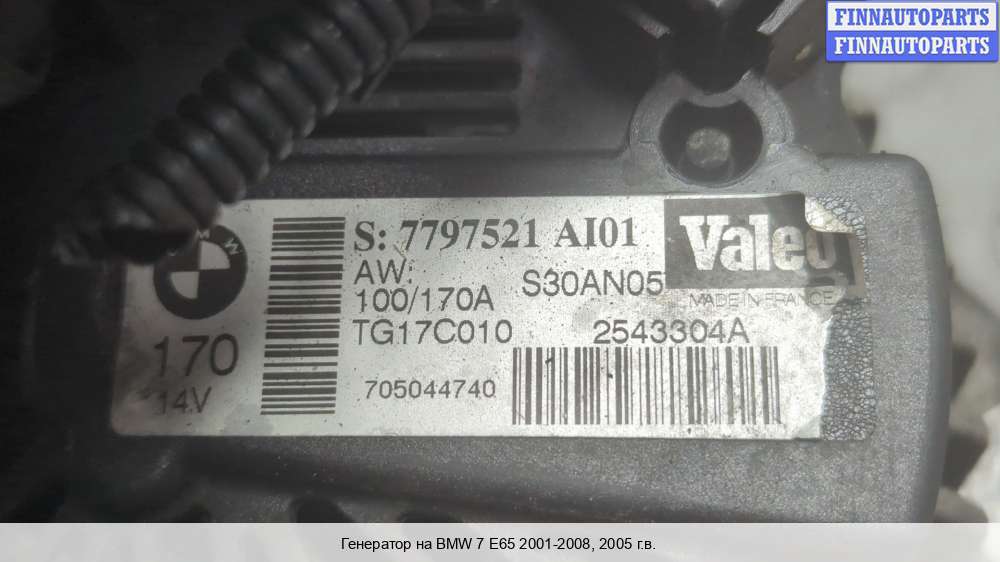 FINNAUTOPARTS
FINNAUTOPARTS
S: 7797521 AI01
Valeo
AW:
S30AN05
MADE IN FRANCE
100/170A
170
TG17C010
2543304A
14V
705044740
Генератор на BMW 7 E65 2001-2008, 2005 г.в.